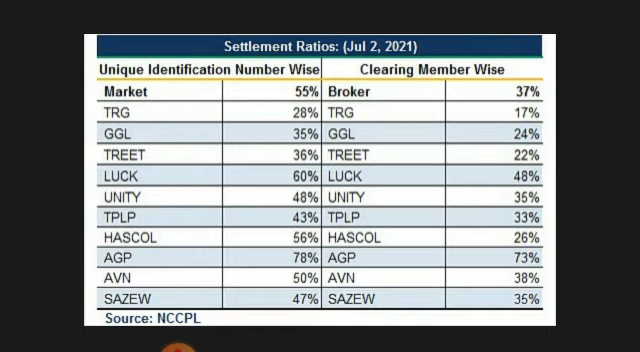 Settlement Ratios: (Jul 2, 2021)
Unique Identification Number Wise Clearing Member Wise
Market 55% Broker 37%
TRG 28% TRG 17%
GGL 35% GGL 24%
TREET 36% TREET 22%
LUCK 60% LUCK 48%
UNITY 48% UNITY 35%
TPLP 43% TPLP 33%
HASCOL 56% HASCOL 26%
AGP 78% AGP 73%
AVN 50% AVN 38%
SAZEW 47% SAZEW 35%
Source: NCCPL